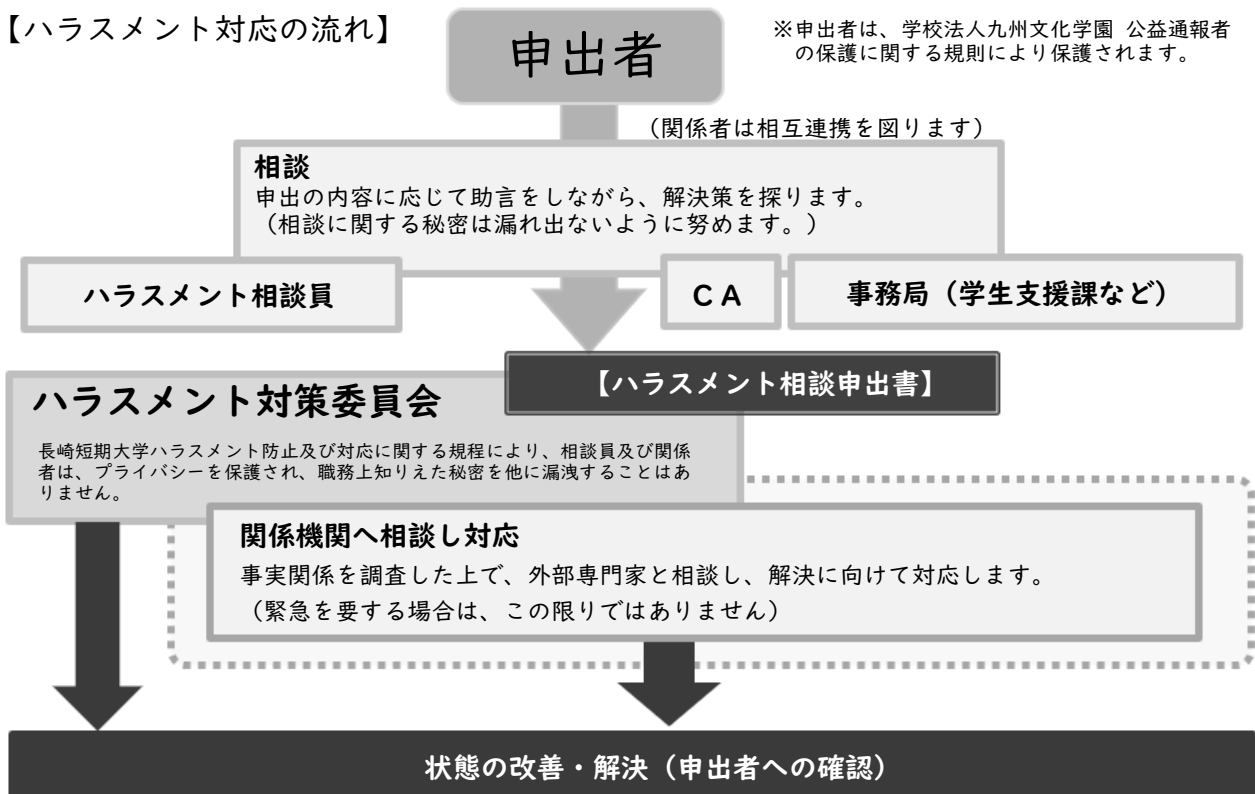 【ハラスメント対応の流れ】
申出者
※申出者は、学校法人九州文化学園 公益通報者
の保護に関する規則により保護されます。
（関係者は相互連携を図ります）
相談
申出の内容に応じて助言をしながら、解決策を探ります。
（相談に関する秘密は漏れ出ないように努めます。）
ハラスメント相談員
ＣＡ
事務局（学生支援課など）
【ハラスメント相談申出書】
ハラスメント対策委員会
長崎短期大学ハラスメント防止及び対応に関する規程により、相談員及び関係
者は、プライバシーを保護され、職務上知りえた秘密を他に漏洩することはあ
りません。
関係機関へ相談し対応
事実関係を調査した上で、外部専門家と相談し、解決に向けて対応します。
（緊急を要する場合は、この限りではありません）
状態の改善・解決（申出者への確認）